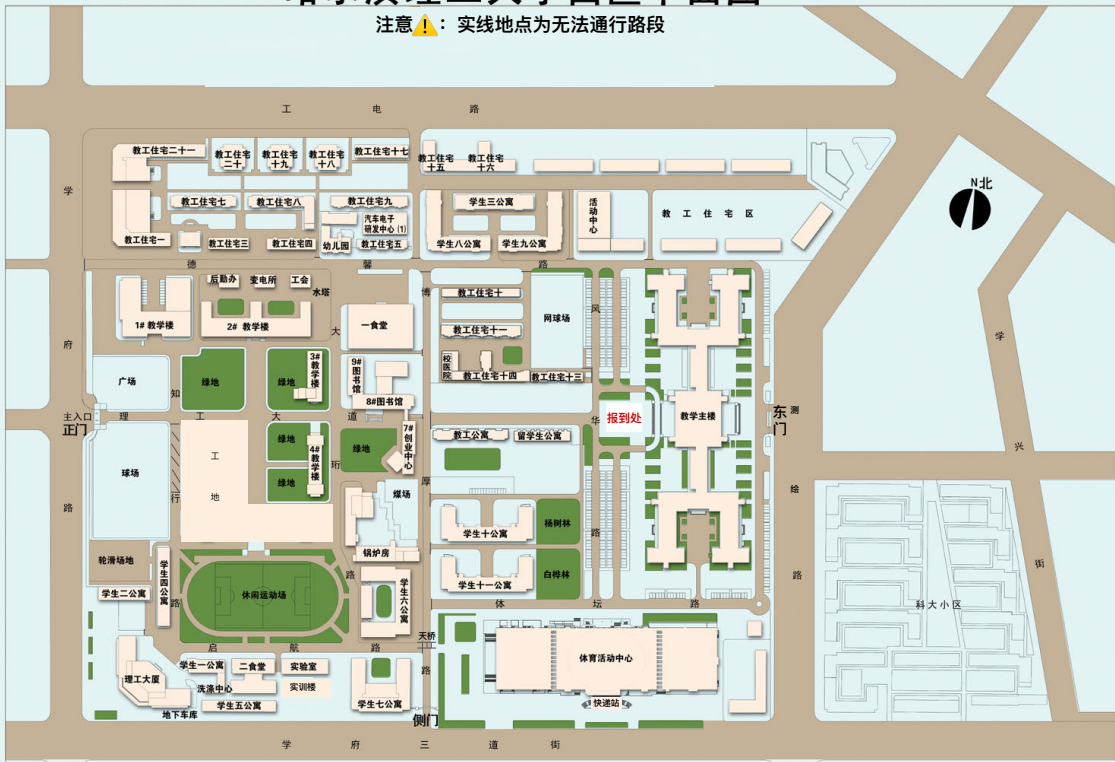 注意⚠：实线地点为无法通行路段
工电路
N北
教工住宅二十一
教工住宅二十
教工住宅十九
教工住宅十八
教工住宅十七
教工住宅十五
教工住宅十六
教工住宅七
教工住宅八
教工住宅九
汽车电子
研发中心(1)
学生三公寓
活动中心
教工住宅区
教工住宅一
教工住宅三
教工住宅四
幼儿园
教工住宅五
学生八公寓
学生九公寓
德馨路
学府路
后勤办
变电所
工会
水塔
1# 教学楼
2# 教学楼
一食堂
博厚路
教工住宅十
教工住宅十一
网球场
风华路
校医院
教工住宅十四
教工住宅十三
广场
绿地
绿地
3#教学楼
9#图书馆
8#图书馆
大珩路
知行路
主入口
正门
理工大道
报到处
教学主楼
东门
测绘路
学兴街
球场
工地
绿地
4#教学楼
绿地
绿地
7#创业中心
教工公寓
留学生公寓
煤场
锅炉房
学生十公寓
杨树林
学生十一公寓
白桦林
轮滑场地
学生二公寓
学生四公寓
休闲运动场
学生六公寓
体坛路
科大小区
启航路
天桥
理工大厦
学生一公寓
二食堂
实验室
洗涤中心
实训楼
学生五公寓
地下车库
学生七公寓
侧门
体育活动中心
快递站
学府三道街